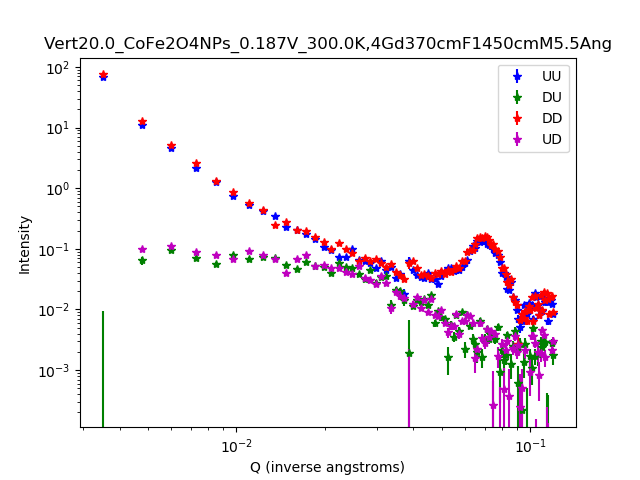 Vert20.0_CoFe2O4NPs_0.187V_300.0K,4Gd370cmF1450cmM5.5Ang
10²
10¹
10⁰
10⁻¹
10⁻²
10⁻³
Intensity
UU
DU
DD
UD
10⁻²
10⁻¹
Q (inverse angstroms)